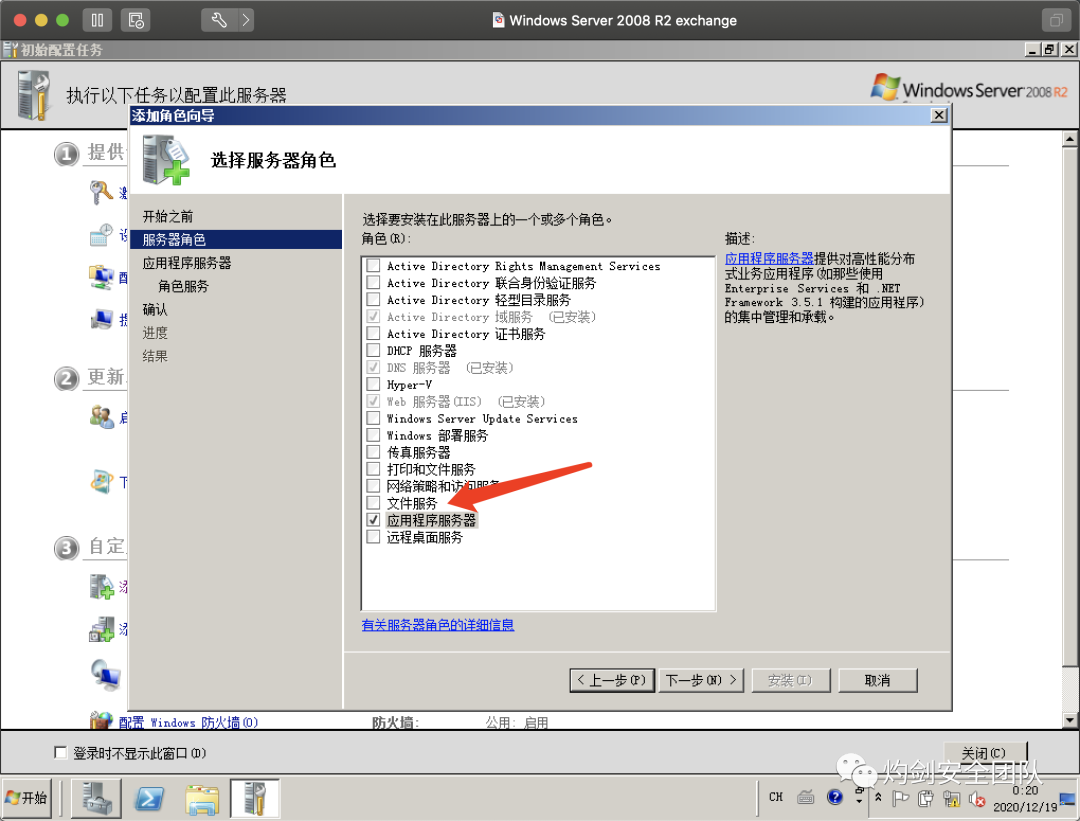 Windows Server 2008 R2 exchange
初始配置任务
执行以下任务以配置此服务器
Windows Server 2008 R2
添加角色向导
选择服务器角色
1 提供
2 更新
3 自定
开始之前
服务器角色
应用程序服务器
角色服务
确认
进度
结果
选择要安装在此服务器上的一个或多个角色。
角色(R):
Active Directory Rights Management Services
Active Directory 联合身份验证服务
Active Directory 轻型目录服务
Active Directory 域服务 (已安装)
Active Directory 证书服务
DHCP 服务器
DNS 服务器 (已安装)
Hyper-V
Web 服务器(IIS) (已安装)
Windows Server Update Services
Windows 部署服务
传真服务器
打印和文件服务
网络策略和访问服务
文件服务
应用程序服务器
远程桌面服务
有关服务器角色的详细信息
描述:
应用程序服务器提供对高性能分布
式业务应用程序(如那些使用
Enterprise Services 和 .NET
Framework 3.5.1 构建的应用程序)
的集中管理和承载。
< 上一步(P)
下一步(N) >
安装(I)
取消
配置 Windows 防火墙(O)
防火墙:
公用: 启用
登录时不显示此窗口(D)
关闭(C)
灼剑安全团队
开始
CH
0:20
2020/12/19